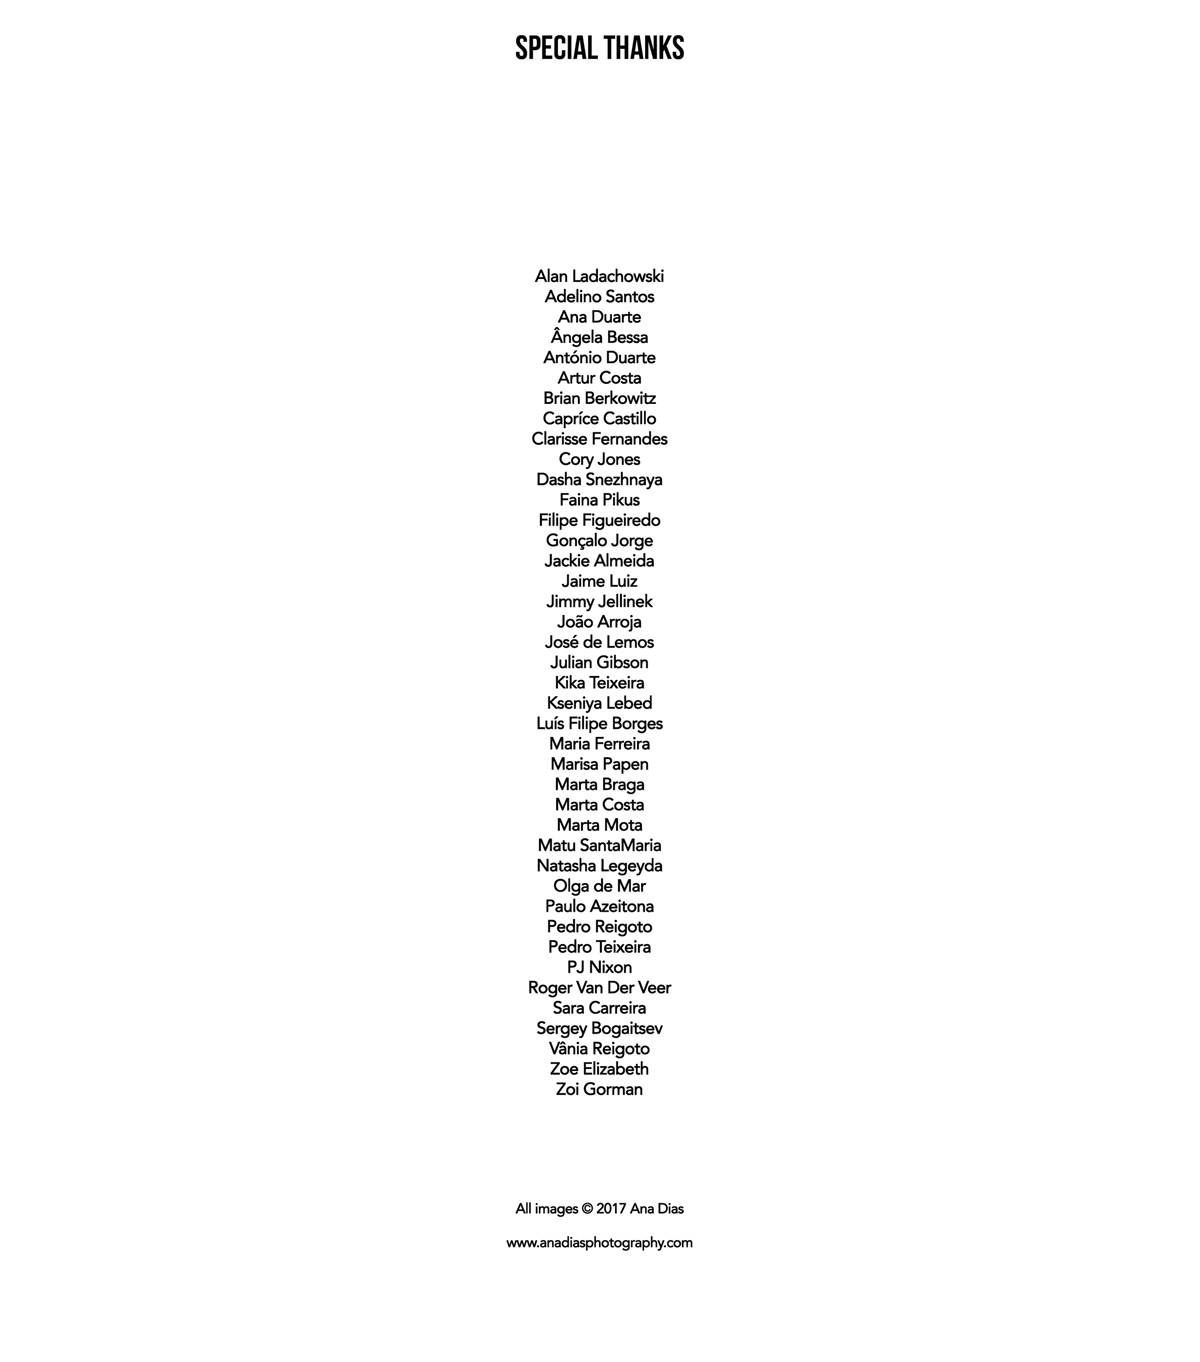 SPECIAL THANKS
Alan Ladachowski
Adelino Santos
Ana Duarte
Ângela Bessa
António Duarte
Artur Costa
Brian Berkowitz
Capríce Castillo
Clarisse Fernandes
Cory Jones
Dasha Snezhnaya
Faina Pikus
Filipe Figueiredo
Gonçalo Jorge
Jackie Almeida
Jaime Luiz
Jimmy Jellinek
João Arroja
José de Lemos
Julian Gibson
Kika Teixeira
Kseniya Lebed
Luís Filipe Borges
Maria Ferreira
Marisa Papen
Marta Braga
Marta Costa
Marta Mota
Matu SantaMaria
Natasha Legeyda
Olga de Mar
Paulo Azeitona
Pedro Reigoto
Pedro Teixeira
PJ Nixon
Roger Van Der Veer
Sara Carreira
Sergey Bogaitsev
Vânia Reigoto
Zoe Elizabeth
Zoi Gorman
All images © 2017 Ana Dias
www.anadiasphotography.com